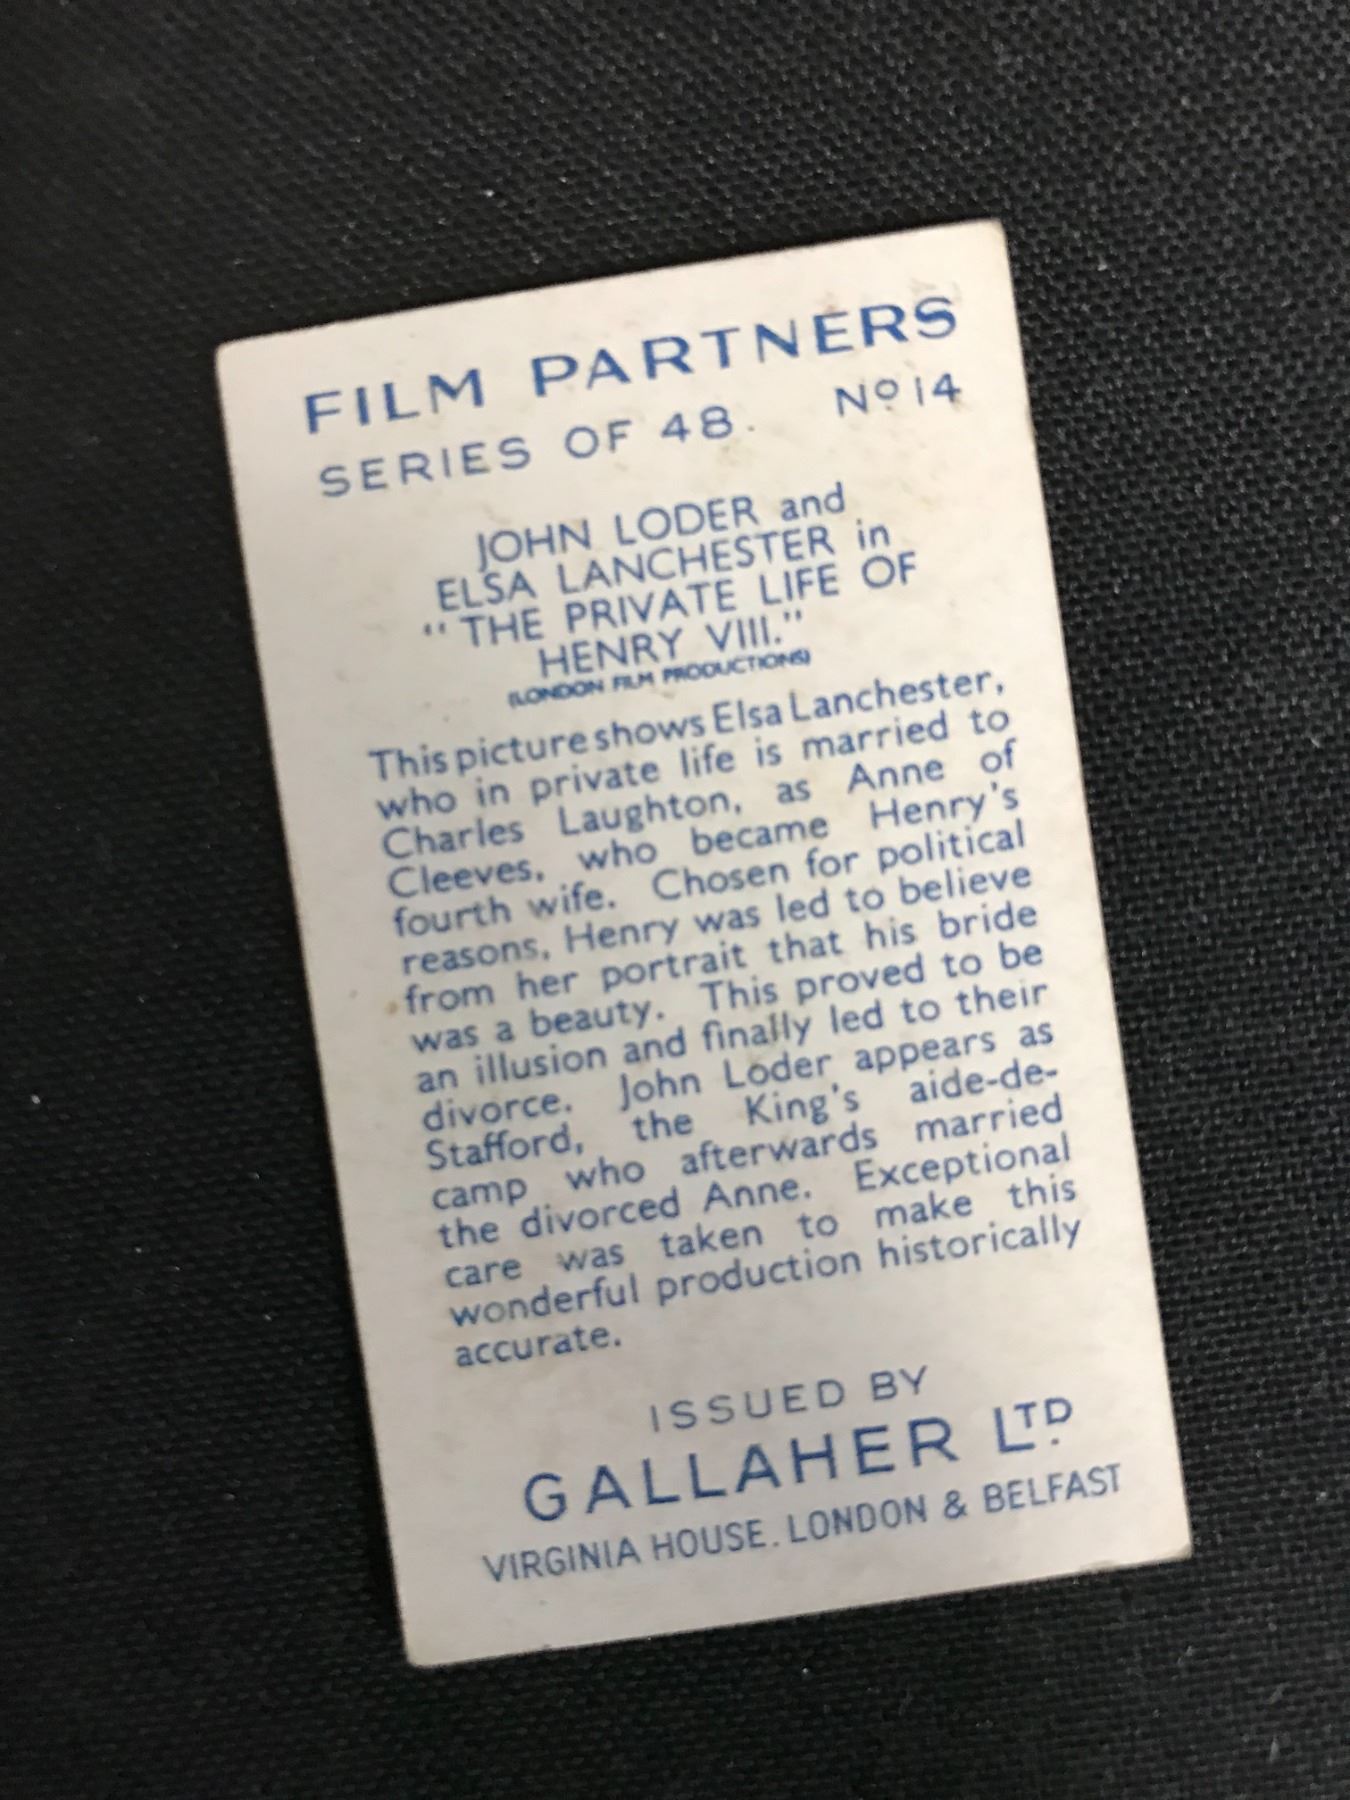 FILM PARTNERS
SERIES OF 48. Nº 14
JOHN LODER and
ELSA LANCHESTER in
"THE PRIVATE LIFE OF
HENRY VIII."
(LONDON FILM PRODUCTIONS)
This picture shows Elsa Lanchester,
who in private life is married to
Charles Laughton, as Anne of
Cleeves, who became Henry's
fourth wife. Chosen for political
reasons, Henry was led to believe
from her portrait that his bride
was a beauty. This proved to be
an illusion and finally led to their
divorce. John Loder appears as
Stafford, the King's aide-de-
camp who afterwards married
the divorced Anne. Exceptional
care was taken to make this
wonderful production historically
accurate.
ISSUED BY
GALLAHER LTD.
VIRGINIA HOUSE. LONDON & BELFAST